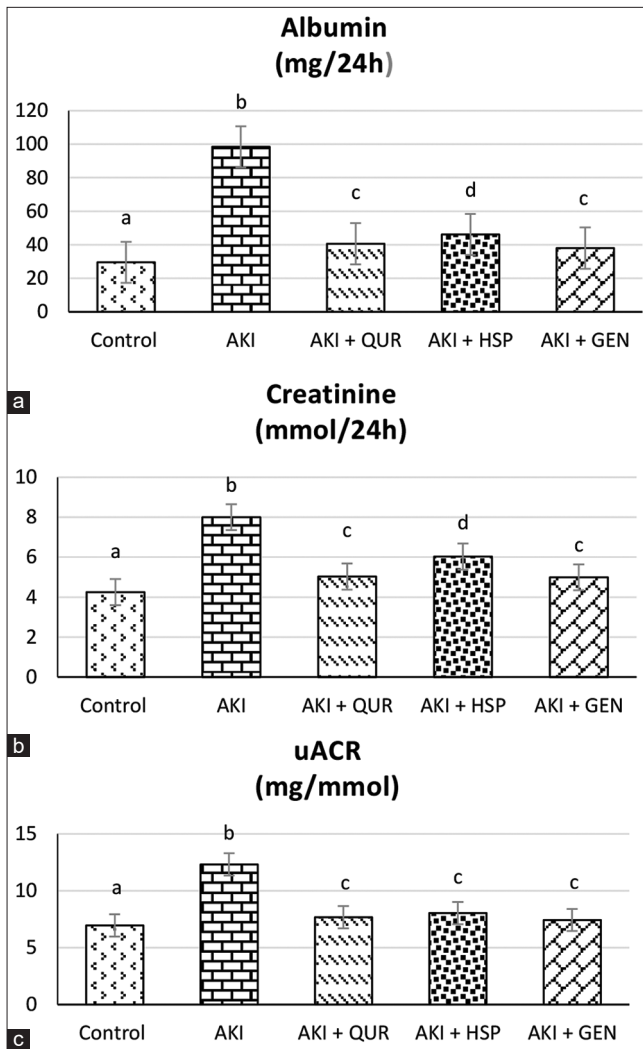 Albumin
(mg/24h)
120
b
100
80
60
c
d
c
a
40
20
0
Control AKI AKI + QUR AKI + HSP AKI + GEN
a
Creatinine
(mmol/24h)
10
b
8
d
c
c
6
a
4
2
0
Control AKI AKI + QUR AKI + HSP AKI + GEN
b
uACR
(mg/mmol)
15
b
10
a
c
c
c
5
0
Control AKI AKI + QUR AKI + HSP AKI + GEN
c